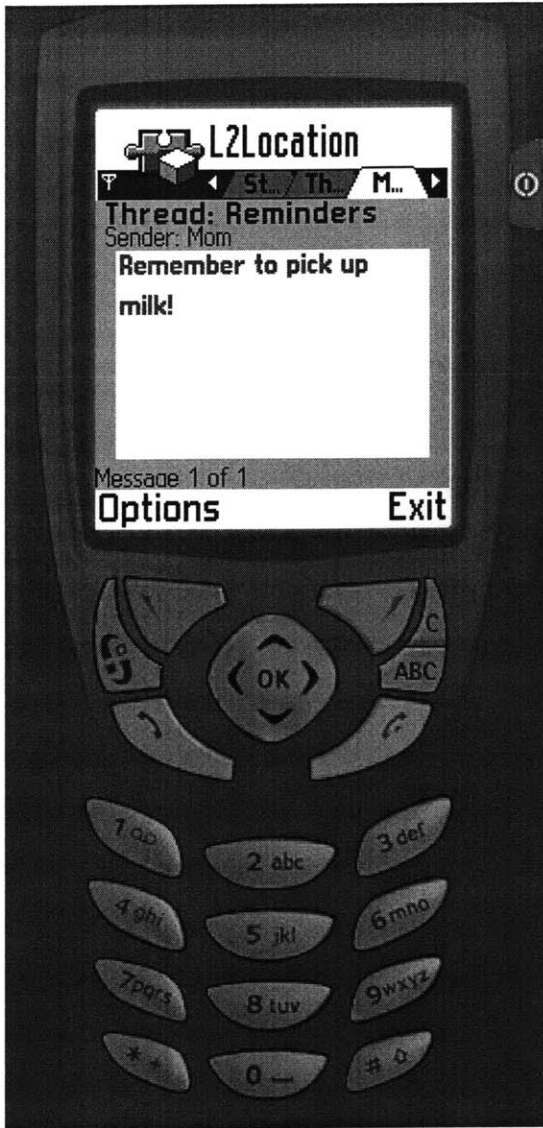 L2Location
St... Th... M...
Thread: Reminders
Sender: Mom
Remember to pick up
milk!
Message 1 of 1
Options Exit
C
OK ABC
1 oo
2 abc
3 def
4 ghi
5 jkl
6 mno
7pqrs
8 tuv
9wxyz
* +
0
#